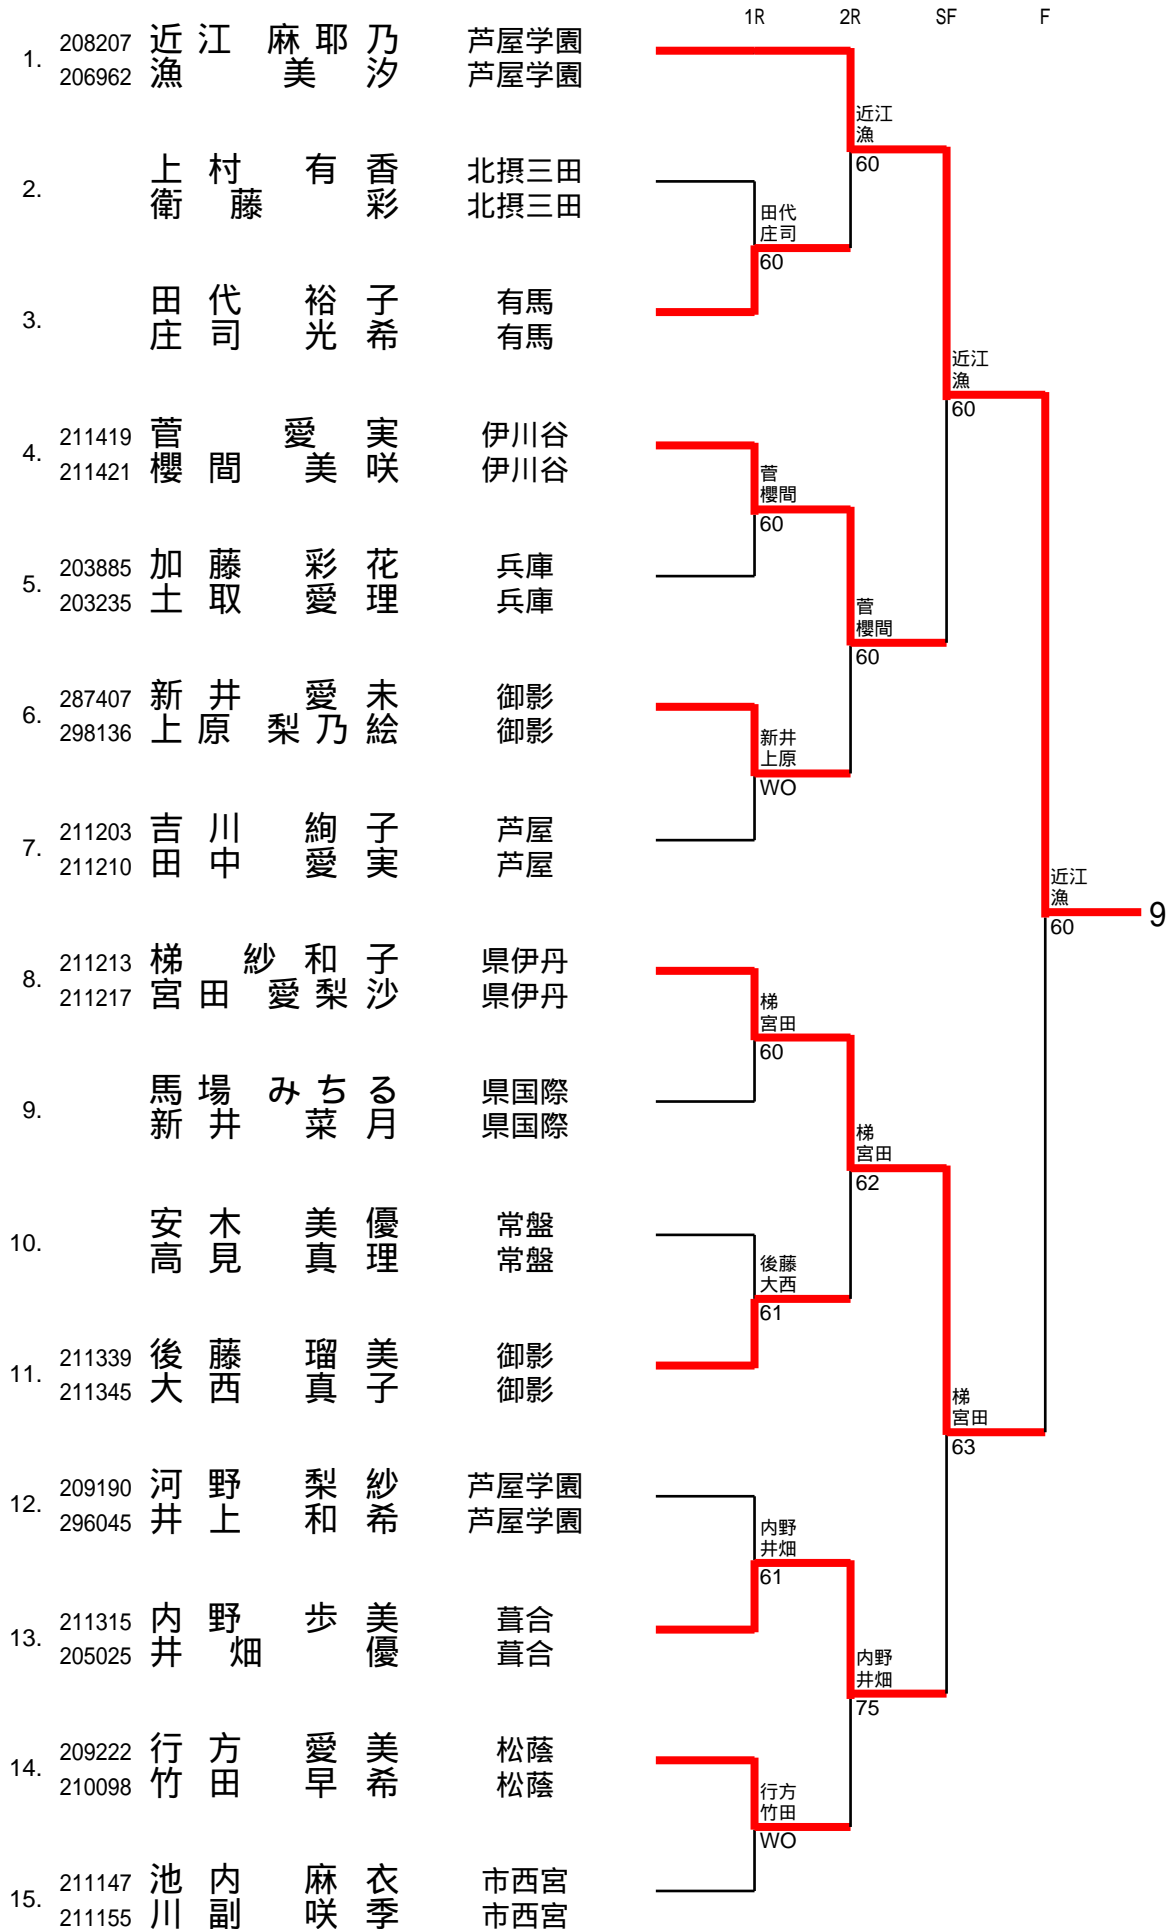 1R 2R SF F
1. 208207 近江 麻耶乃 芦屋学園
206962 漁 美汐 芦屋学園
近江
漁
60
2. 上村 有香 北摂三田
衛藤 彩 北摂三田
田代
庄司
60
3. 田代 裕子 有馬
庄司 光希 有馬
近江
漁
60
4. 211419 菅 愛実 伊川谷
211421 櫻間 美咲 伊川谷
菅
櫻間
60
5. 203885 加藤 彩花 兵庫
203235 土取 愛理 兵庫
菅
櫻間
60
6. 287407 新井 愛未 御影
298136 上原 梨乃絵 御影
新井
上原
WO
7. 211203 吉川 絢子 芦屋
211210 田中 愛実 芦屋
近江
漁
60
9
8. 211213 梯 紗和子 県伊丹
211217 宮田 愛梨沙 県伊丹
梯
宮田
60
9. 馬場 みちる 県国際
新井 菜月 県国際
梯
宮田
62
10. 安木 美優 常盤
高見 真理 常盤
後藤
大西
61
11. 211339 後藤 瑠美 御影
211345 大西 真子 御影
梯
宮田
63
12. 209190 河野 梨紗 芦屋学園
296045 井上 和希 芦屋学園
内野
井畑
61
13. 211315 内野 歩美 葺合
205025 井畑 優 葺合
内野
井畑
75
14. 209222 行方 愛美 松蔭
210098 竹田 早希 松蔭
行方
竹田
WO
15. 211147 池内 麻衣 市西宮
211155 川副 咲季 市西宮